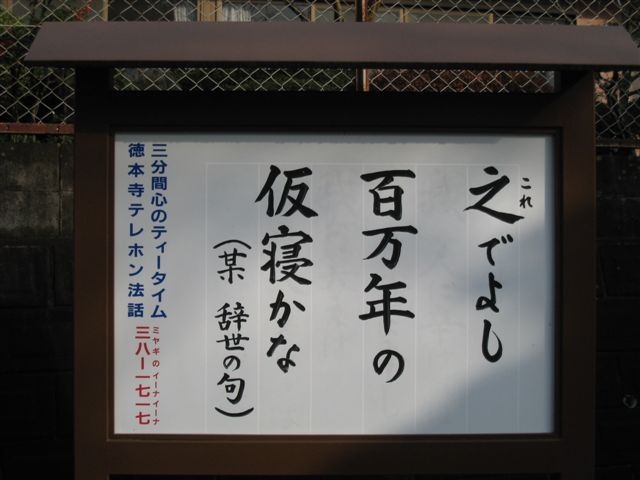 之でよし
これ
百万年の
仮寝かな
(某 辞世の句)
三分間心のティータイム
徳本寺テレホン法話
ミヤギの イーナイーナ
三八ー一七一七